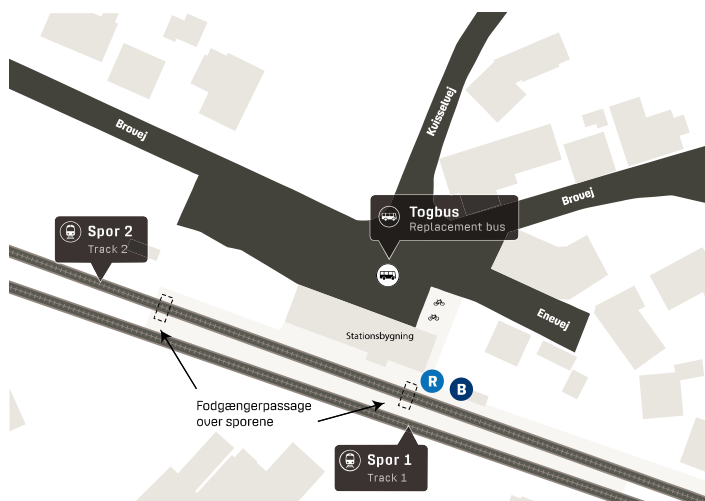 Kuisselvej
Brovej
Brovej
Togbus
Replacement bus
Spor 2
Track 2
Enevej
Stationsbygning
R
B
Fodgængerpassage
over sporene
Spor 1
Track 1